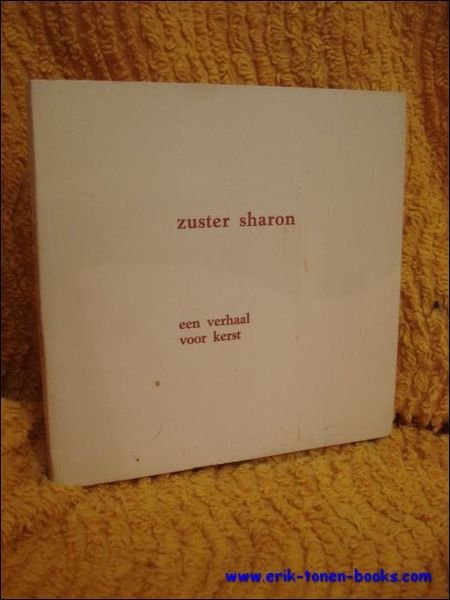 zuster sharon
een verhaal
voor kerst
www.erik-tonen-books.com